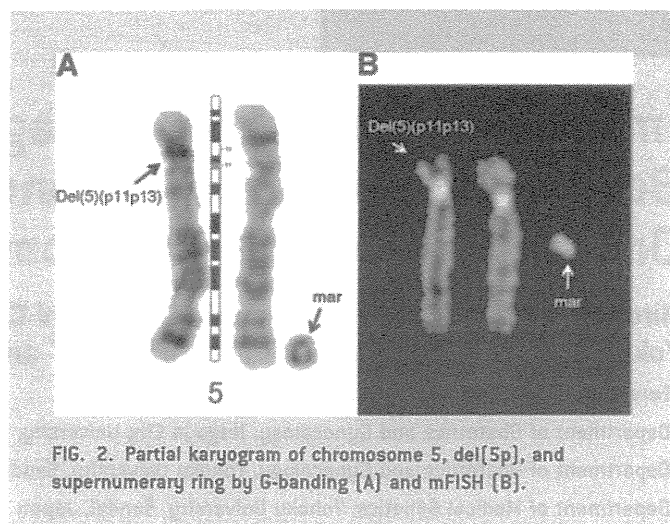 A
B
Del(5)(p11p13)
mar
5
Del(5)(p11p13)
mar
FIG. 2. Partial karyogram of chromosome 5, del[5p], and
supernumerary ring by G-banding [A] and mFISH [B].